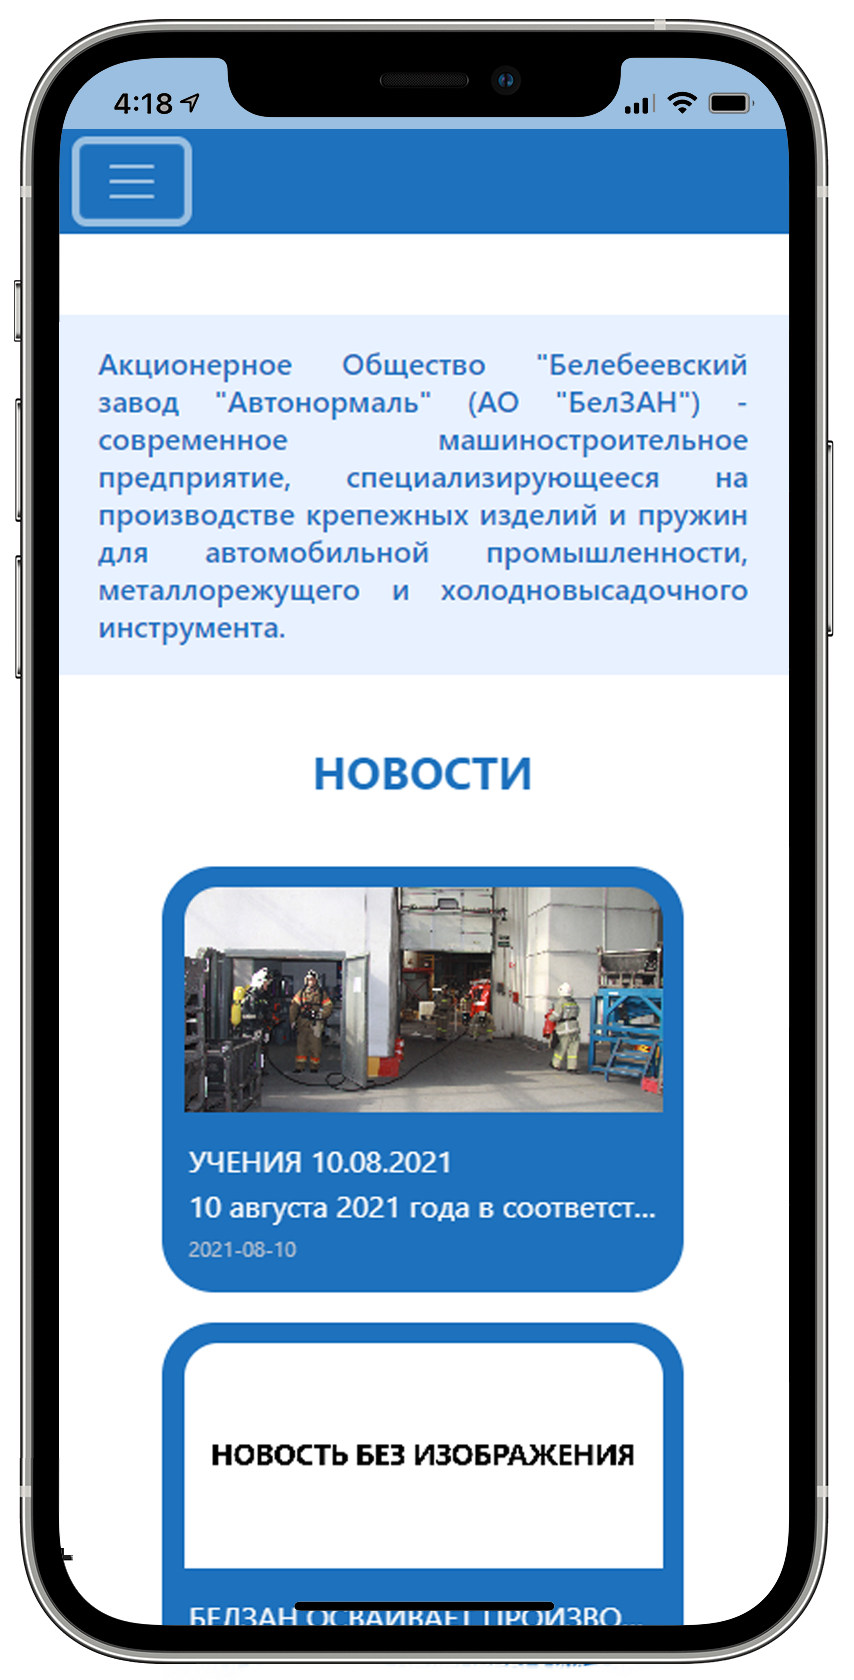 4:18
Акционерное Общество "Белебеевский
завод "Автонормаль" (АО "БелЗАН") -
современное машиностроительное
предприятие, специализирующееся на
производстве крепежных изделий и пружин
для автомобильной промышленности,
металлорежущего и холодновысадочного
инструмента.
НОВОСТИ
УЧЕНИЯ 10.08.2021
10 августа 2021 года в соответст...
2021-08-10
НОВОСТЬ БЕЗ ИЗОБРАЖЕНИЯ
БЕЛЗАН ОСВАИВАЕТ ПРОИЗВО...